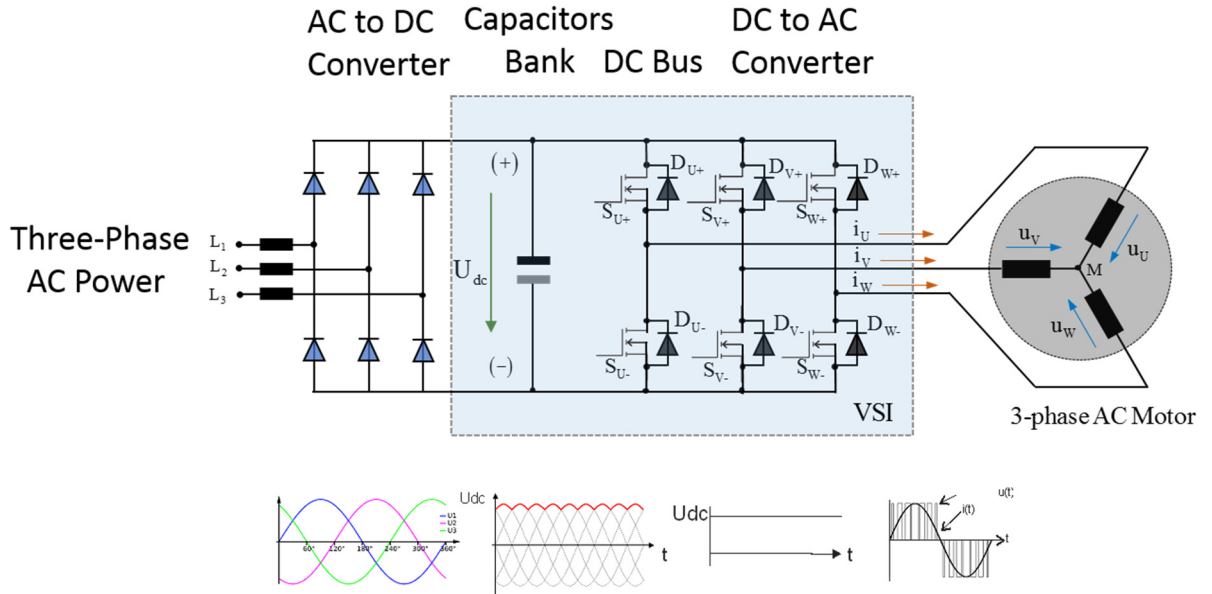 AC to DC
Converter
Capacitors
Bank
DC Bus
DC to AC
Converter
Three-Phase
AC Power
L1
L2
L3
(+)
Udc
(−)
DU+
SU+
DV+
SV+
DW+
SW+
iU
iV
iW
DU-
SU-
DV-
SV-
DW-
SW-
VSI
uV
uU
M
uW
3-phase AC Motor
U1
U2
U3
60° 120° 180° 240° 300° 360°
Udc
t
Udc
t
u(t)
i(t)
t